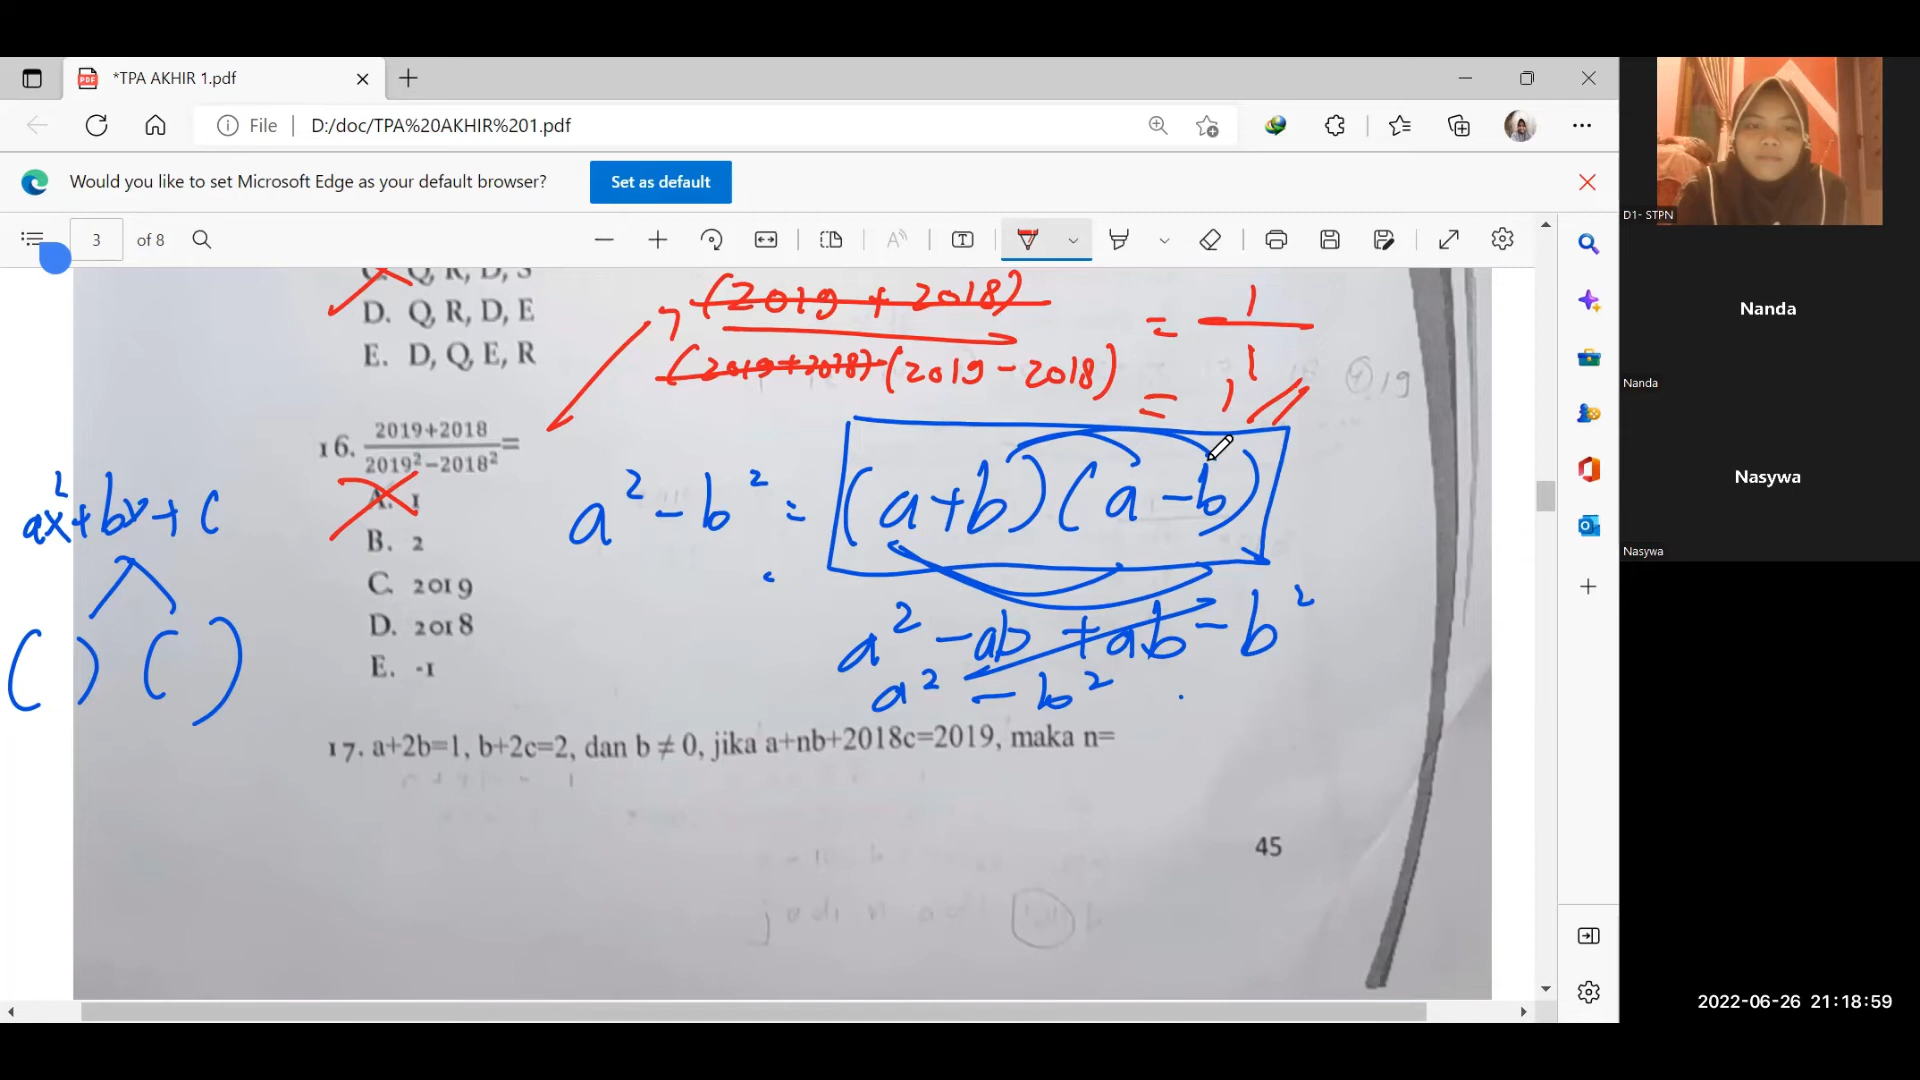 *TPA AKHIR 1.pdf
File
D:/doc/TPA%20AKHIR%201.pdf
Would you like to set Microsoft Edge as your default browser?
Set as default
3 of 8
D. Q, R, D, E
E. D, Q, E, R
(2019 + 2018)
(2019+2018) (2019-2018)
= 1
1
= 1
16. 2019+2018
2019²-2018² =
A. 1
B. 2
C. 2019
D. 2018
E. -1
ax²+bx+c
( ) ( )
a² - b² = (a+b)(a-b)
a² -ab +ab - b²
a² - b²
17. a+2b=1, b+2c=2, dan b ≠ 0, jika a+nb+2018c=2019, maka n=
45
D1- STPN
Nanda
Nanda
Nasywa
Nasywa
2022-06-26 21:18:59